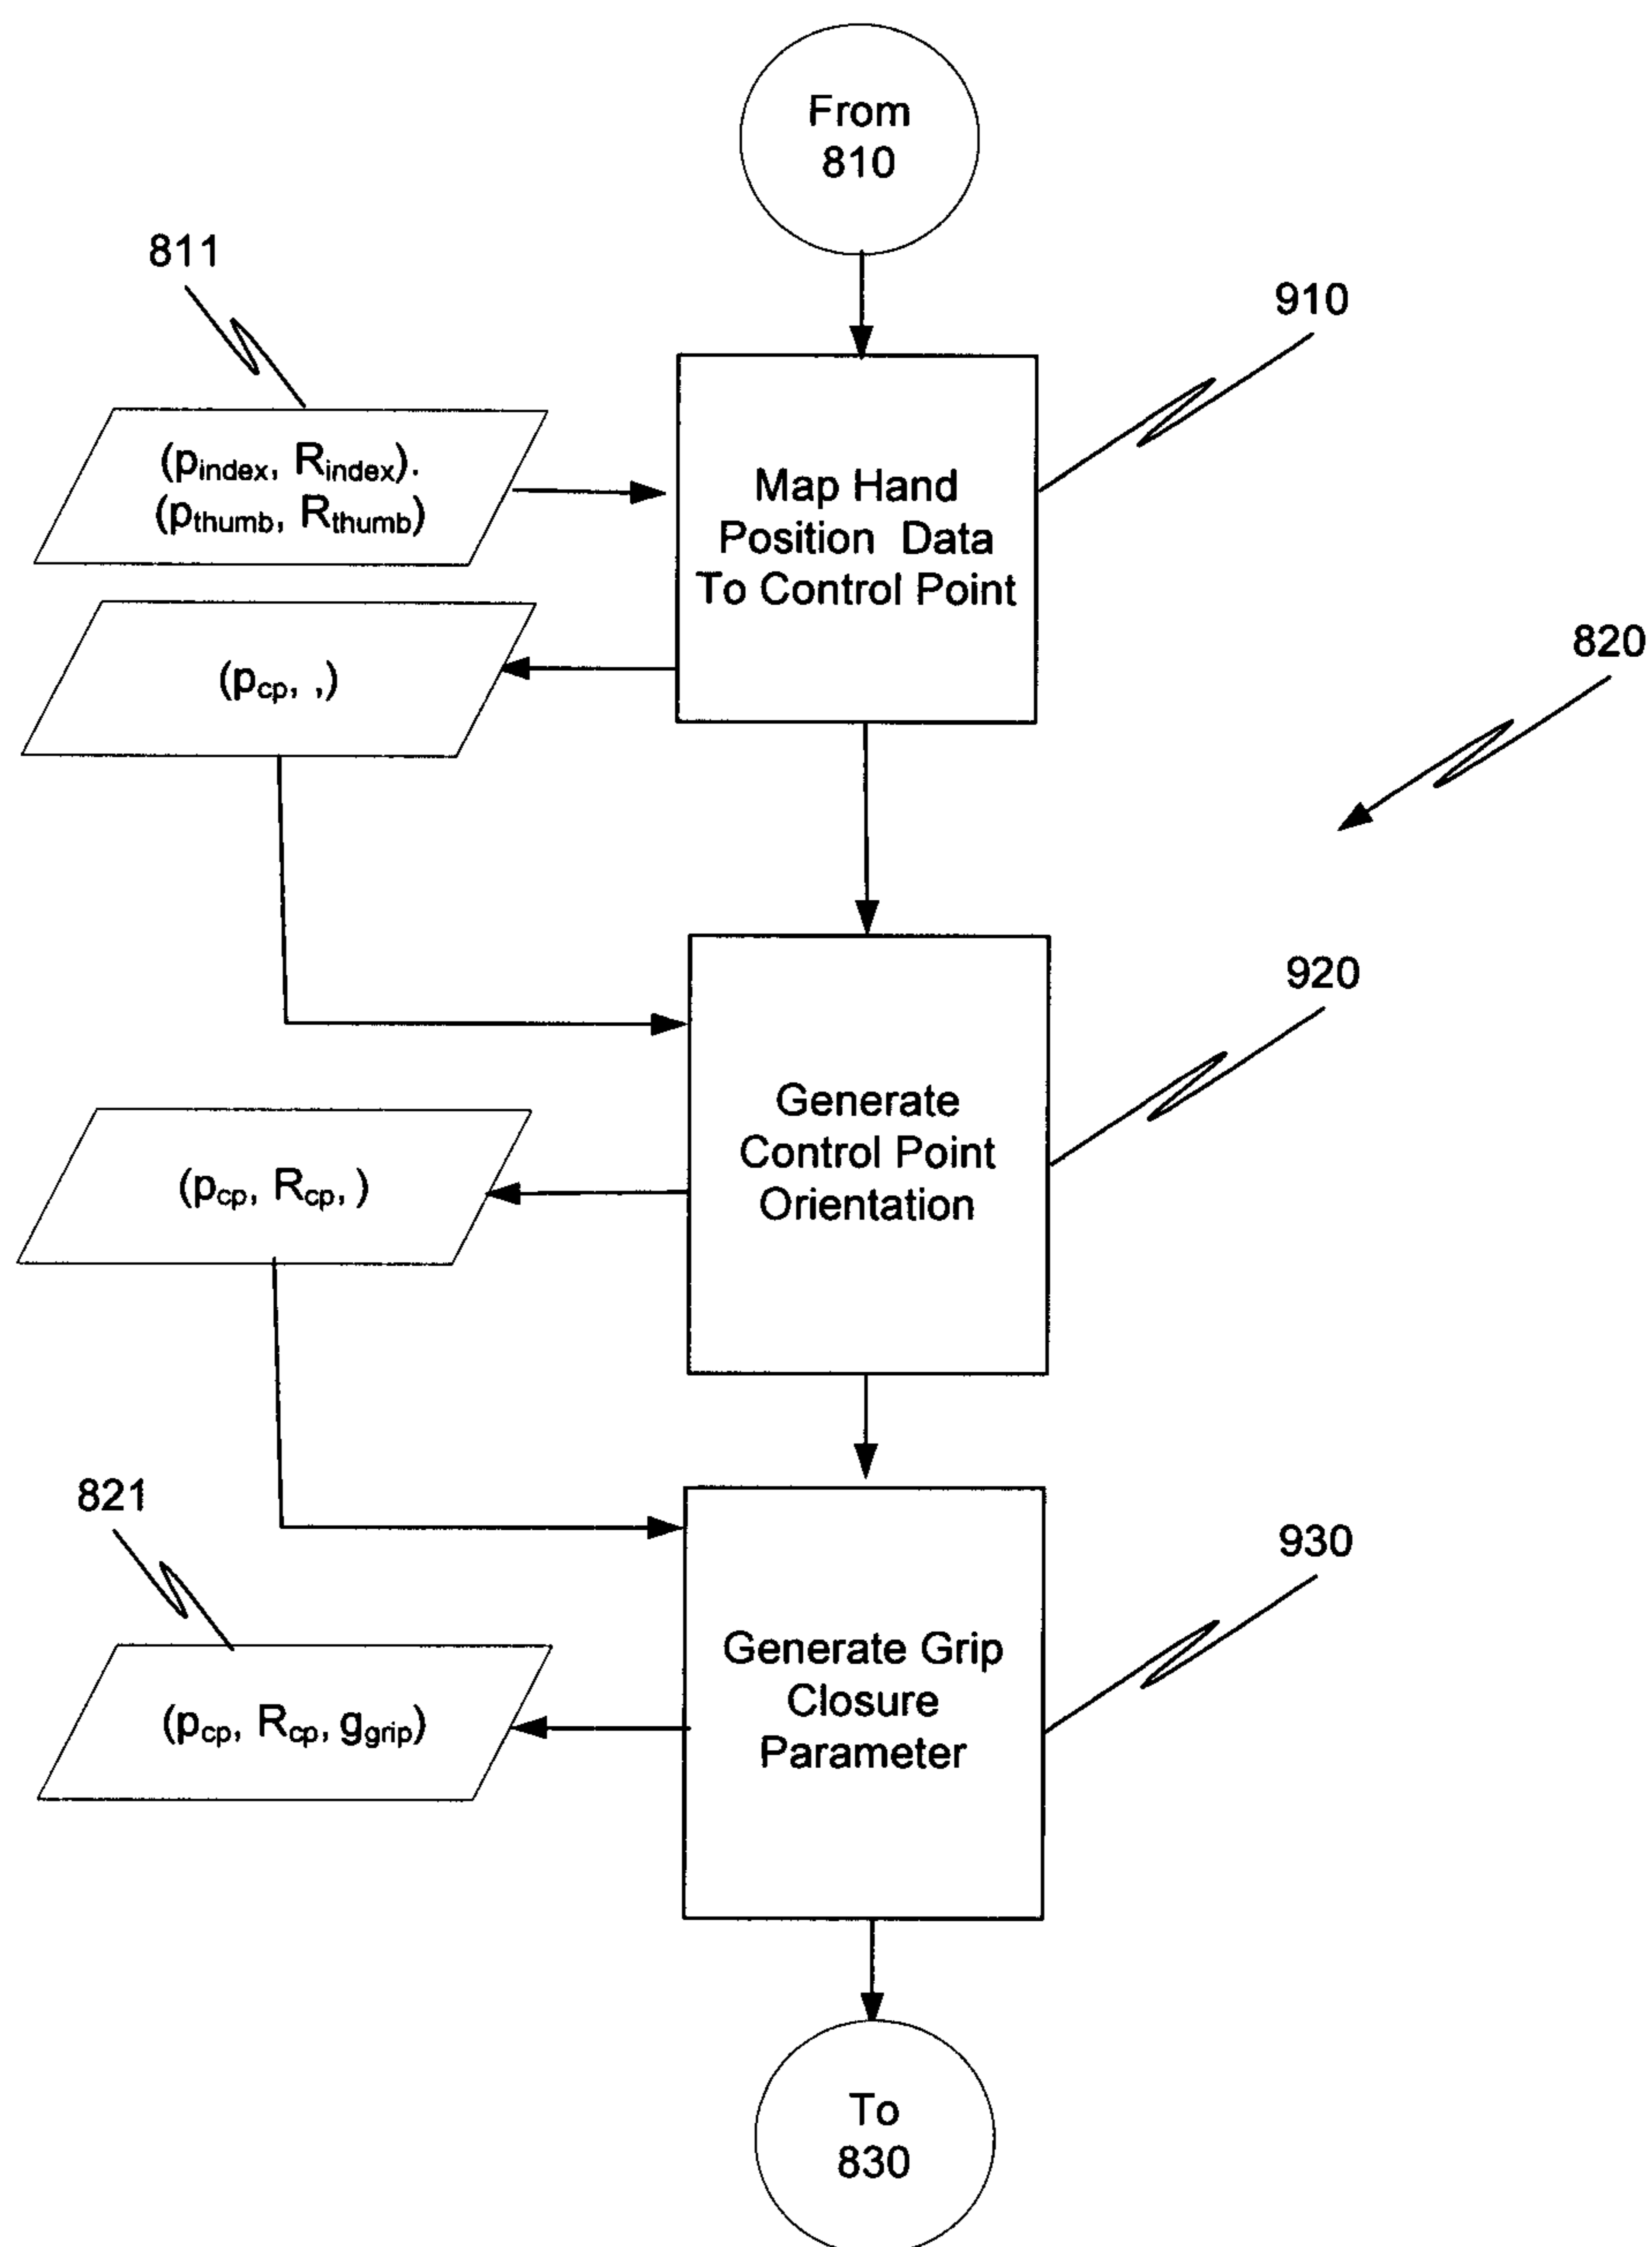 From
810
811
910
(pindex, Rindex).
(pthumb, Rthumb)
Map Hand
Position Data
To Control Point
820
(pcp, ,)
920
Generate
Control Point
Orientation
(pcp, Rcp, )
821
930
Generate Grip
Closure
Parameter
(pcp, Rcp, ggrip)
To
830